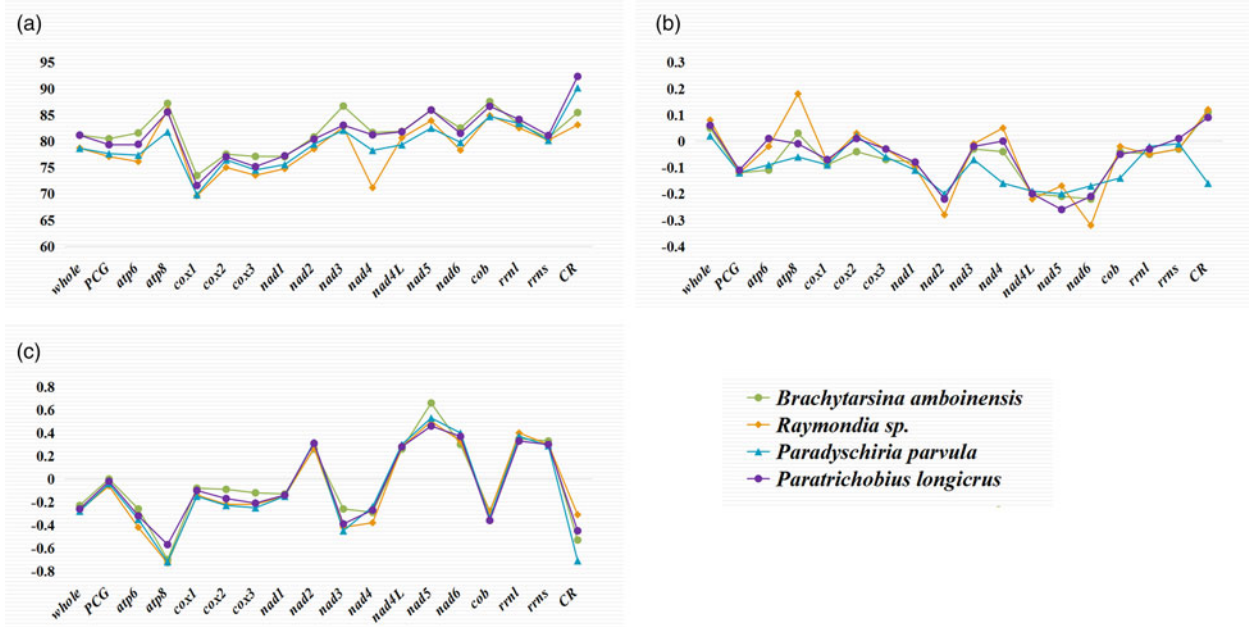 (a)
95
90
85
80
75
70
65
60
whole PCG atp6 atp8 cox1 cox2 cox3 nad1 nad2 nad3 nad4 nad4L nad5 nad6 cob rrnl rrns CR
(b)
0.3
0.2
0.1
0
-0.1
-0.2
-0.3
-0.4
whole PCG atp6 atp8 cox1 cox2 cox3 nad1 nad2 nad3 nad4 nad4L nad5 nad6 cob rrnl rrns CR
(c)
0.8
0.6
0.4
0.2
0
-0.2
-0.4
-0.6
-0.8
whole PCG atp6 atp8 cox1 cox2 cox3 nad1 nad2 nad3 nad4 nad4L nad5 nad6 cob rrnl rrns CR
Brachytarsina amboinensis
Raymondia sp.
Paradyschiria parvula
Paratrichobius longicrus